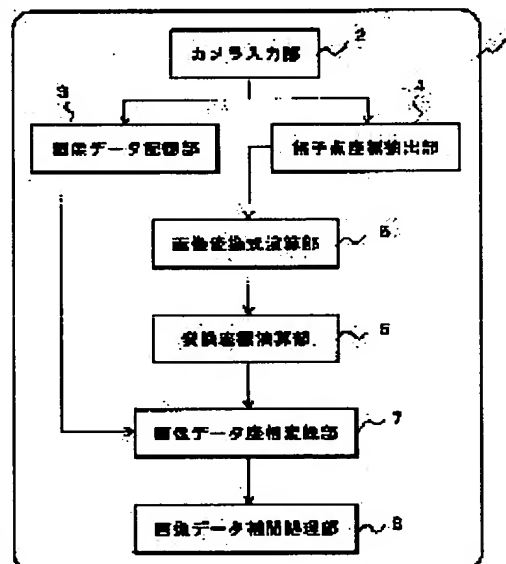 カメラ入力部
2
3
4
画像データ記憶部
格子点座標抽出部
画像変換式演算部
変換座標演算部
画像データ座標変換部
7
画像データ補間処理部
8